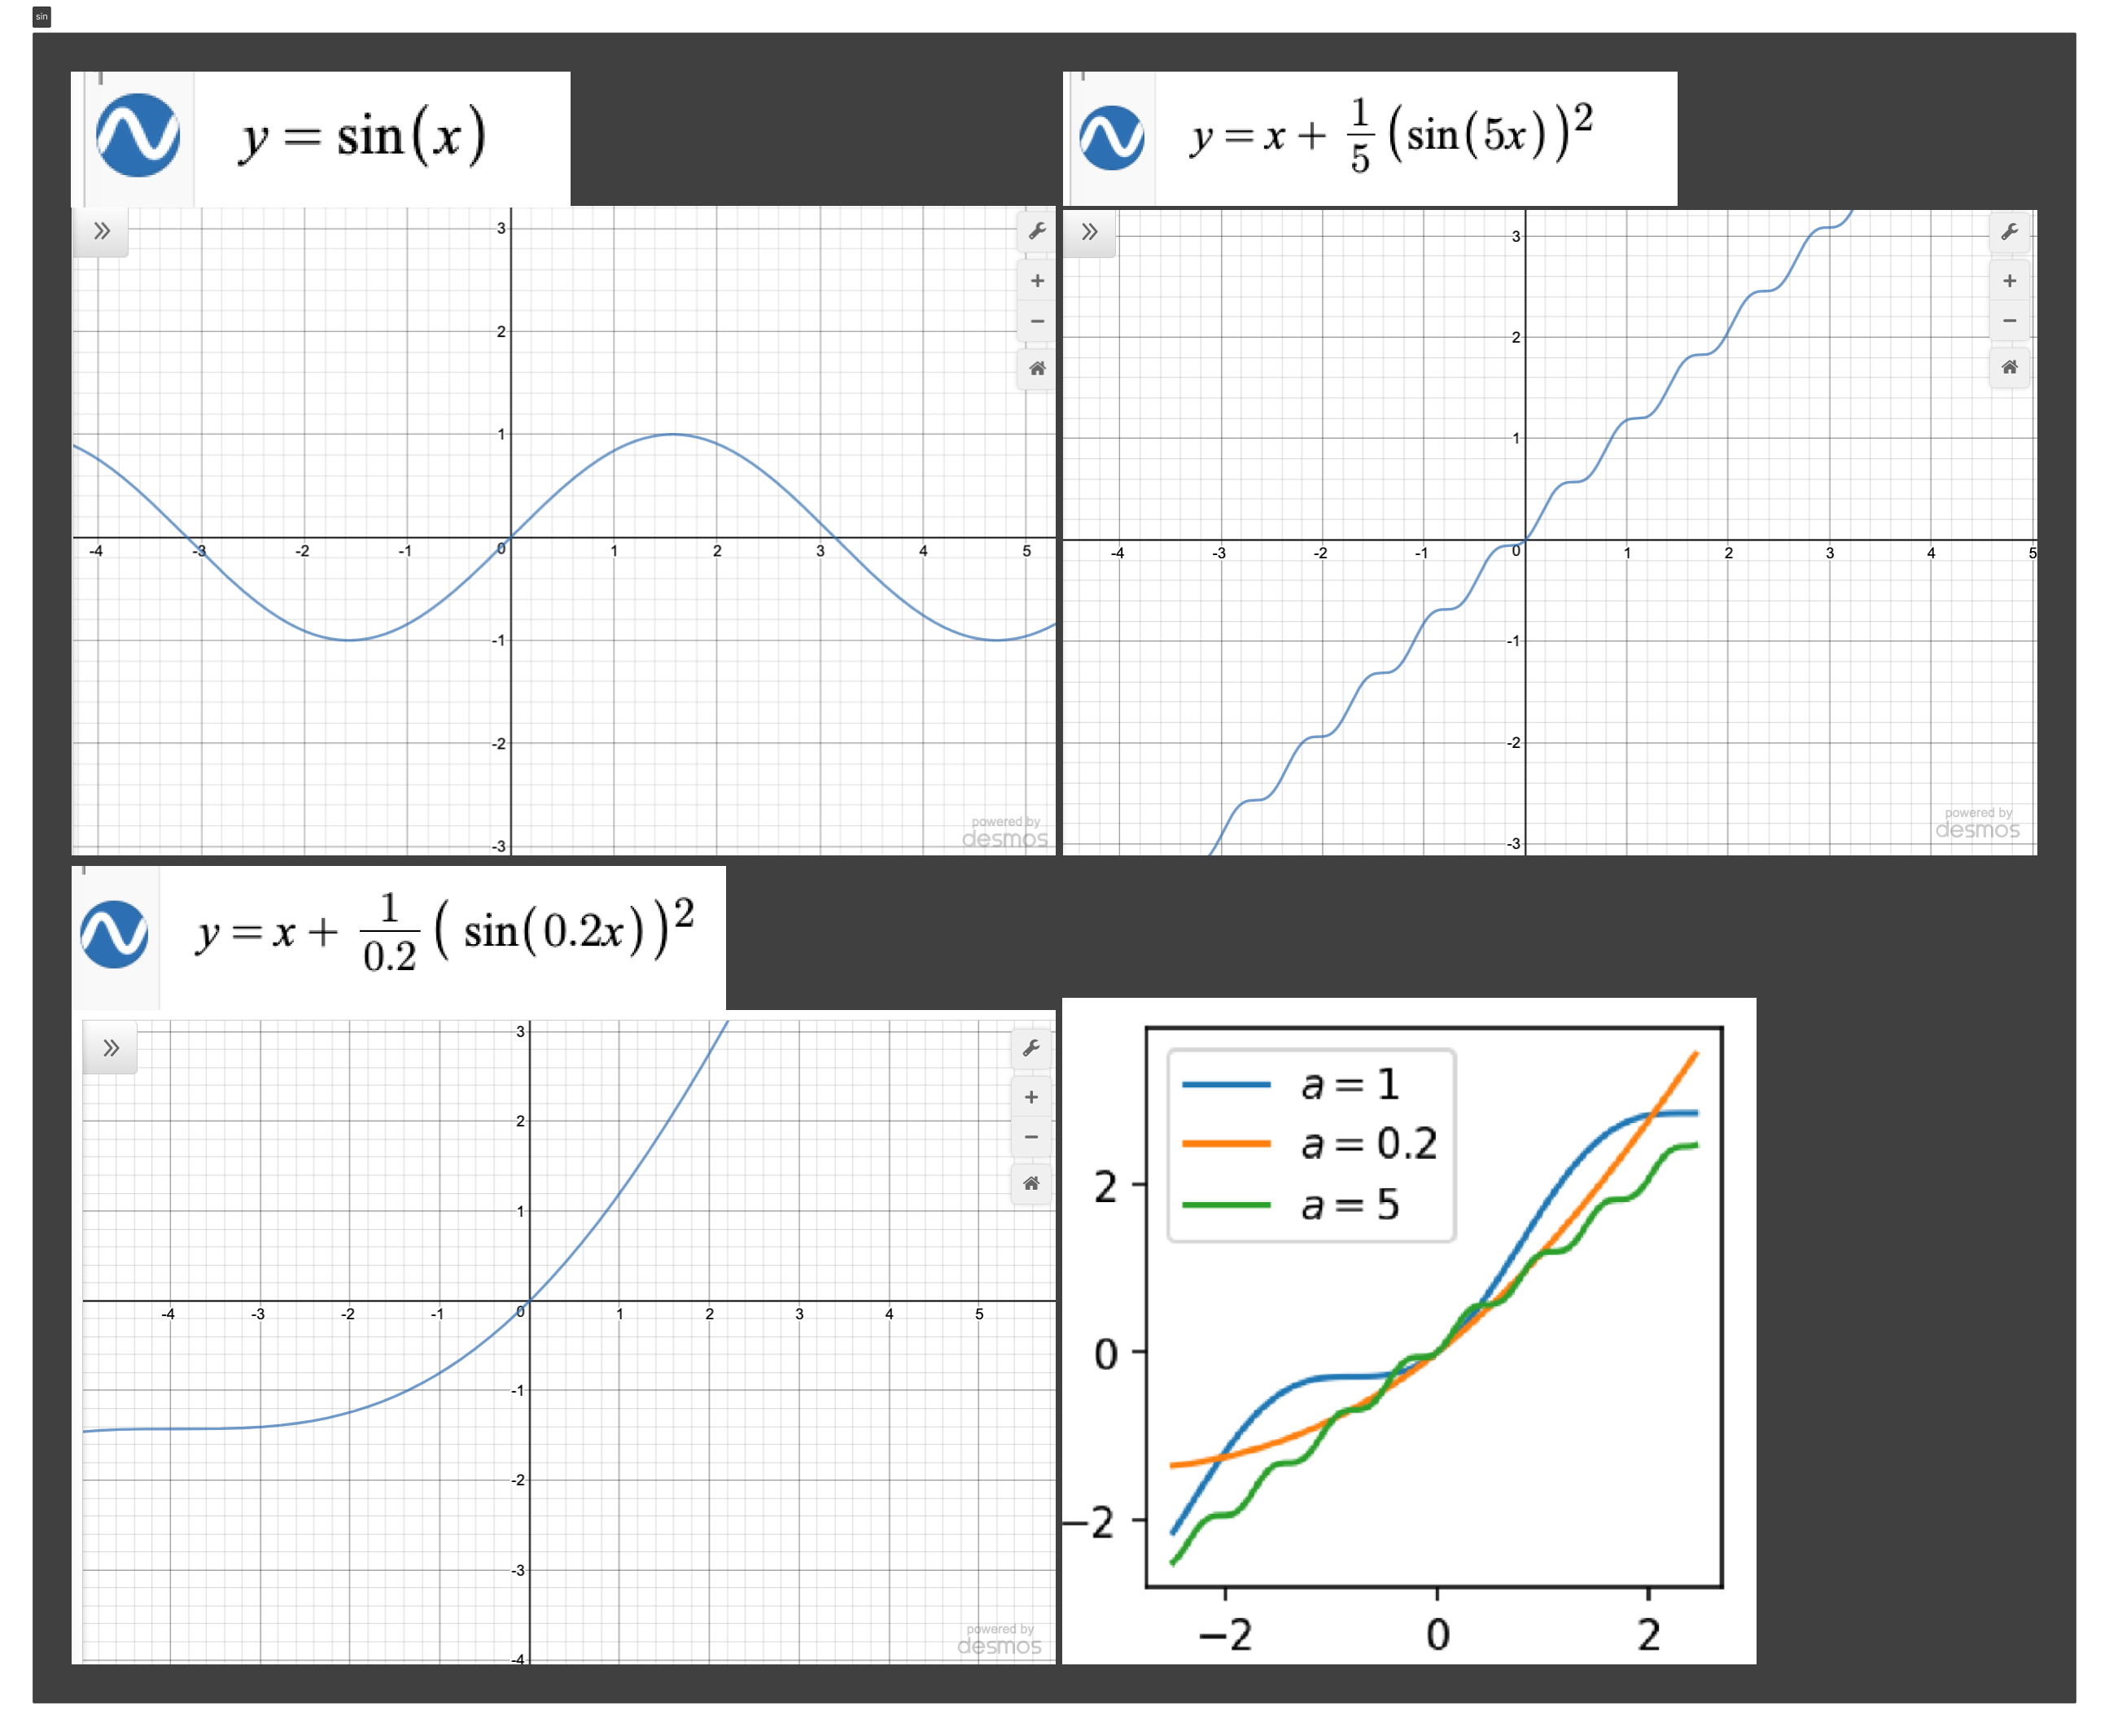 sin
y = sin(x)
3
2
1
-4 -3 -2 -1 0 1 2 3 4 5
-1
-2
-3
powered by
desmos
y = x + 1/5 (sin(5x))²
3
2
1
-4 -3 -2 -1 0 1 2 3 4 5
-1
-2
-3
powered by
desmos
y = x + 1/0.2 ( sin(0.2x))²
3
2
1
-4 -3 -2 -1 0 1 2 3 4 5
-1
-2
-3
-4
powered by
desmos
a = 1
a = 0.2
a = 5
2
0
−2
−2 0 2